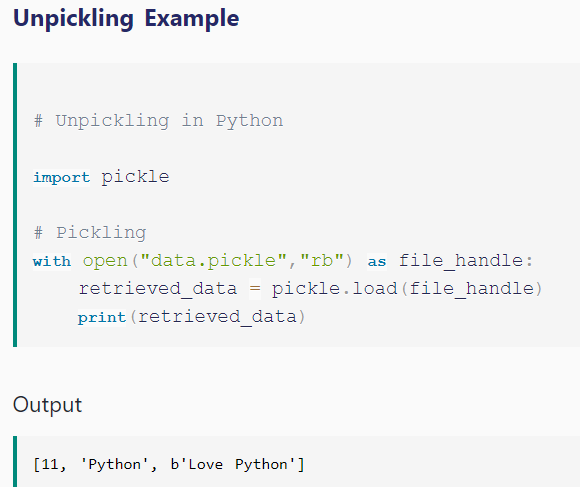 Unpickling Example
# Unpickling in Python
import pickle
# Pickling
with open("data.pickle","rb") as file_handle:
    retrieved_data = pickle.load(file_handle)
    print(retrieved_data)
Output
[11, 'Python', b'Love Python']